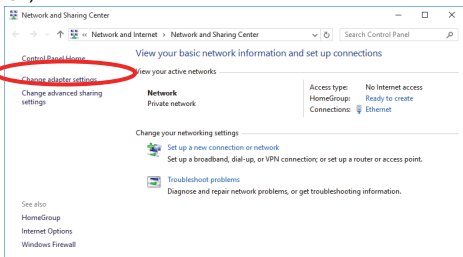 Network and Sharing Center
« Network and Internet › Network and Sharing Center
Search Control Panel
Control Panel Home
Change adapter settings
Change advanced sharing
settings
See also
HomeGroup
Internet Options
Windows Firewall
View your basic network information and set up connections
View your active networks
Network
Private network
Access type: No Internet access
HomeGroup: Ready to create
Connections: Ethernet
Change your networking settings
Set up a new connection or network
Set up a broadband, dial-up, or VPN connection; or set up a router or access point.
Troubleshoot problems
Diagnose and repair network problems, or get troubleshooting information.